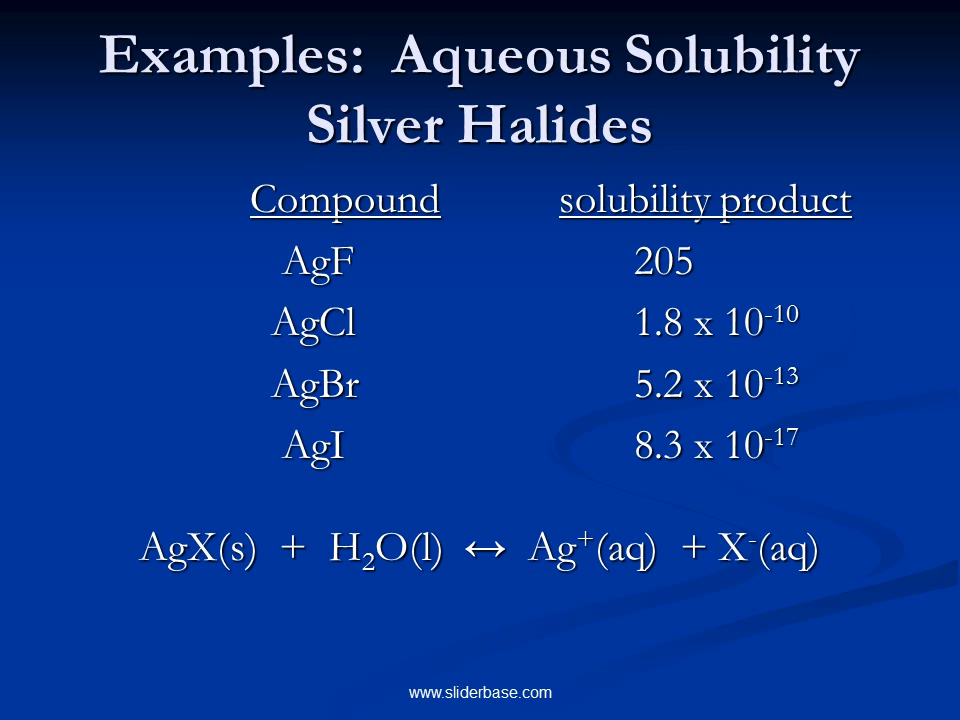 Examples: Aqueous Solubility
Silver Halides
Compound solubility product
AgF 205
AgCl 1.8 x 10⁻¹⁰
AgBr 5.2 x 10⁻¹³
AgI 8.3 x 10⁻¹⁷
AgX(s) + H₂O(l) ↔ Ag⁺(aq) + X⁻(aq)
www.sliderbase.com